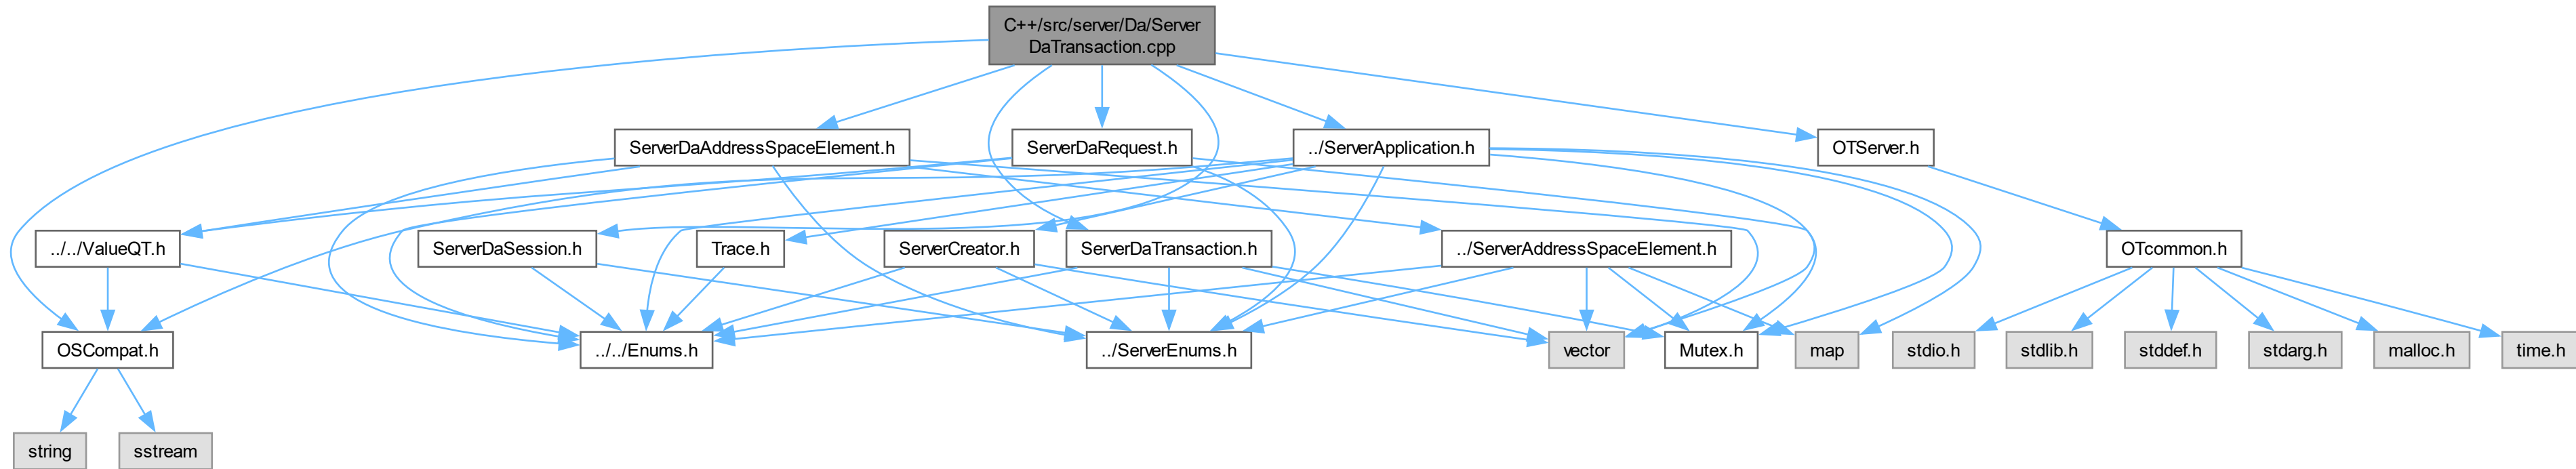 C++/src/server/Da/Server
DaTransaction.cpp
ServerDaAddressSpaceElement.h
ServerDaRequest.h
../ServerApplication.h
OTServer.h
../../ValueQT.h
ServerDaSession.h
Trace.h
ServerCreator.h
ServerDaTransaction.h
../ServerAddressSpaceElement.h
OTcommon.h
OSCompat.h
../../Enums.h
../ServerEnums.h
vector
Mutex.h
map
stdio.h
stdlib.h
stddef.h
stdarg.h
malloc.h
time.h
string
sstream